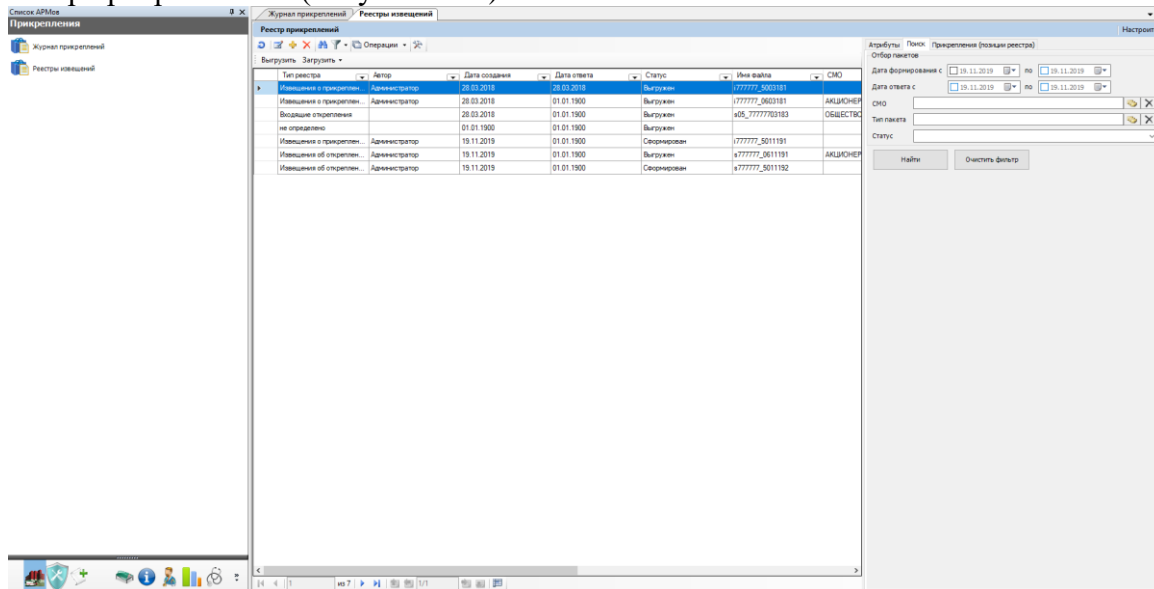 Список АРМов
Прикрепления
Журнал прикреплений
Реестры извещений
Журнал прикреплений Реестры извещений
Реестр прикреплений Настроит
Операции
Выгрузить Загрузить
Тип реестра Автор Дата создания Дата ответа Статус Имя файла СМО
Извещения о прикреплен... Администратор 28.03.2018 28.03.2018 Выгружен i777777_5003181
Извещения о прикреплен... Администратор 28.03.2018 01.01.1900 Выгружен i777777_0603181 АКЦИОНЕР
Входящие открепления 28.03.2018 01.01.1900 Выгружен s05_77777703183 ОБЩЕСТВО
не определено 01.01.1900 01.01.1900 Выгружен
Извещения о прикреплен... Администратор 19.11.2019 01.01.1900 Сформирован i777777_5011191
Извещения об откреплен... Администратор 19.11.2019 01.01.1900 Выгружен s777777_0611191 АКЦИОНЕР
Извещения об откреплен... Администратор 19.11.2019 01.01.1900 Сформирован s777777_5011192
Атрибуты Поиск Прикрепления (позиции реестра)
Отбор пакетов
Дата формирования с 19.11.2019 по 19.11.2019
Дата ответа с 19.11.2019 по 19.11.2019
СМО
Тип пакета
Статус
Найти Очистить фильтр
1 из 7 1/1